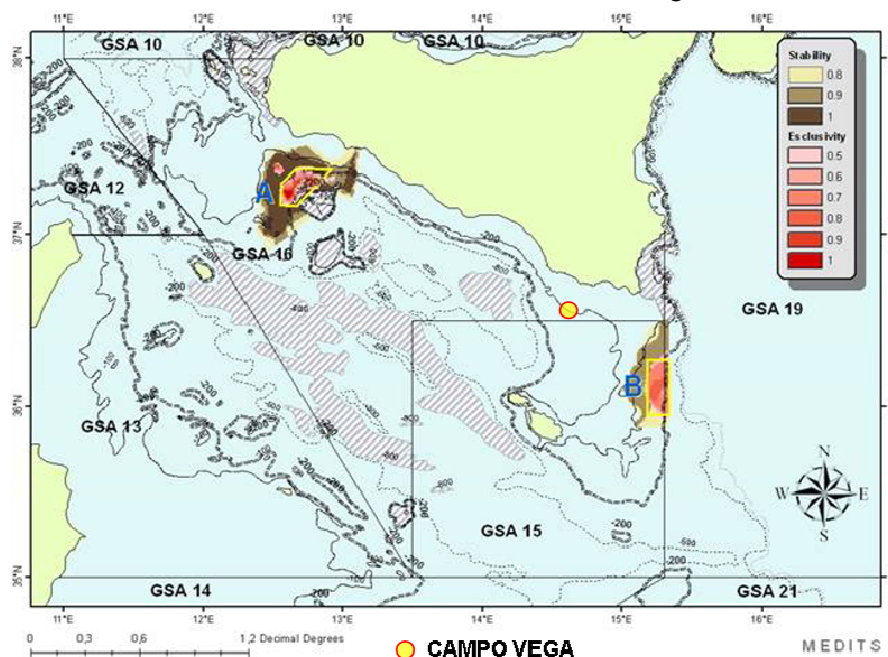 11°E 12°E 13°E 14°E 15°E 16°E
GSA 10 GSA 10 GSA 10
38°N
Stability
0.8
0.9
1
Esclusivity
0.5
0.6
0.7
0.8
0.9
1
GSA 12
A
37°N
GSA 16
GSA 19
B
36°N
GSA 13
N
W E
S
GSA 15
GSA 14
GSA 21
11°E 12°E 13°E 14°E 15°E 16°E
0 0,3 0,6 1,2 Decimal Degrees
CAMPO VEGA
MEDITS